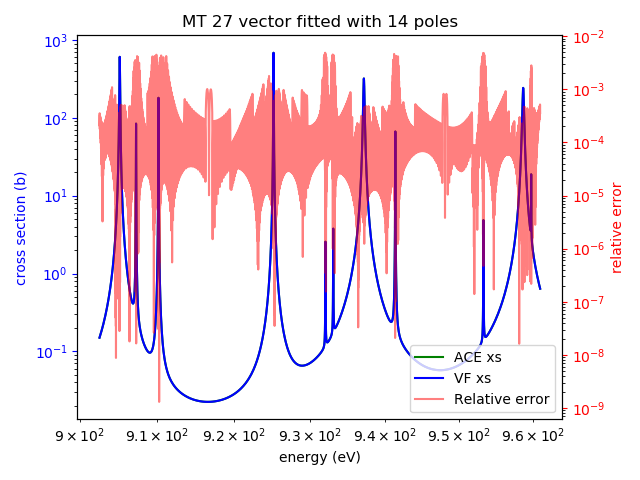 MT 27 vector fitted with 14 poles
cross section (b)
10³
10²
10¹
10⁰
10⁻¹
relative error
10⁻²
10⁻³
10⁻⁴
10⁻⁵
10⁻⁶
10⁻⁷
10⁻⁸
10⁻⁹
ACE xs
VF xs
Relative error
9 × 10² 9.1 × 10² 9.2 × 10² 9.3 × 10² 9.4 × 10² 9.5 × 10² 9.6 × 10²
energy (eV)